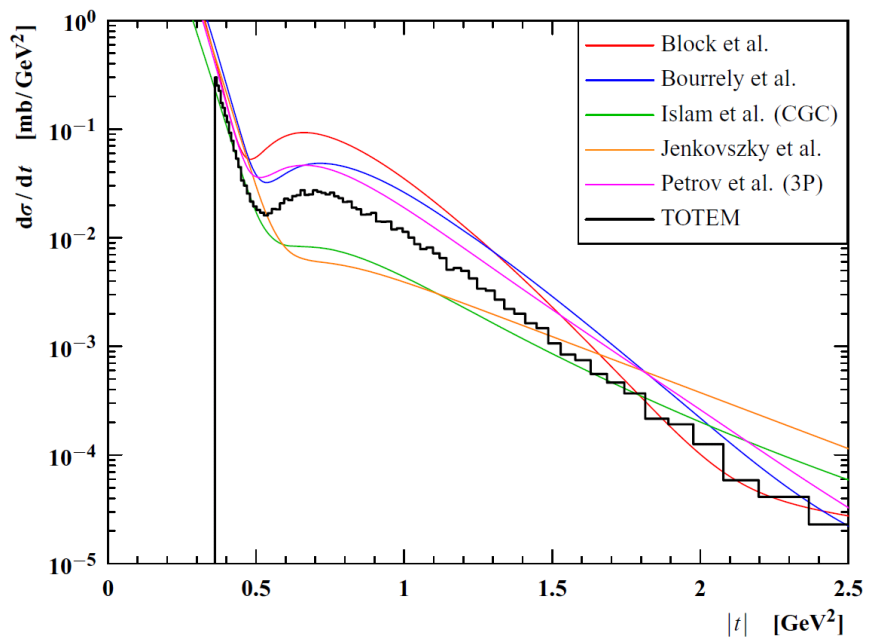 dσ / dt [mb/GeV²]
10⁰
10⁻¹
10⁻²
10⁻³
10⁻⁴
10⁻⁵
Block et al.
Bourrely et al.
Islam et al. (CGC)
Jenkovszky et al.
Petrov et al. (3P)
TOTEM
0 0.5 1 1.5 2 2.5
|t| [GeV²]